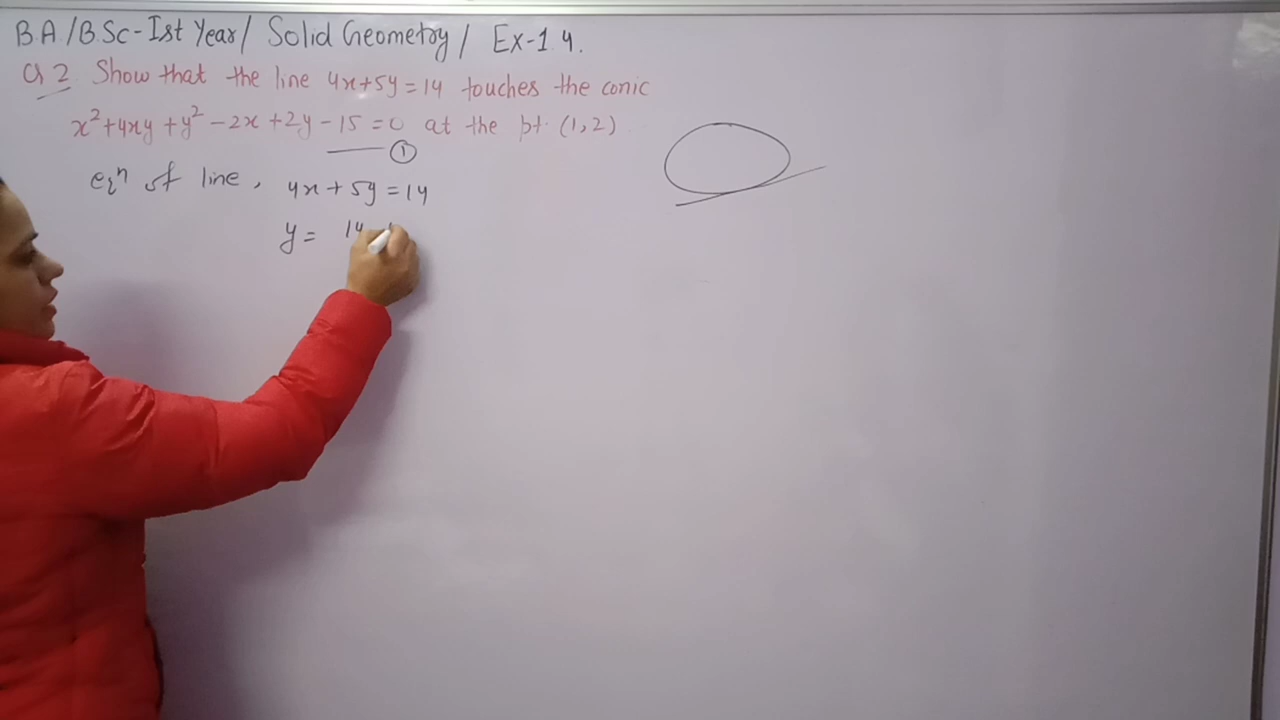 B.A/B.Sc-Ist Year/ Solid Geometry/ Ex-1.4.
Q 2 Show that the line 4x+5y=14 touches the conic
x²+4xy+y²-2x+2y-15=0 at the pt. (1,2)
①
eqⁿ of line, 4x+5y=14
y= 14